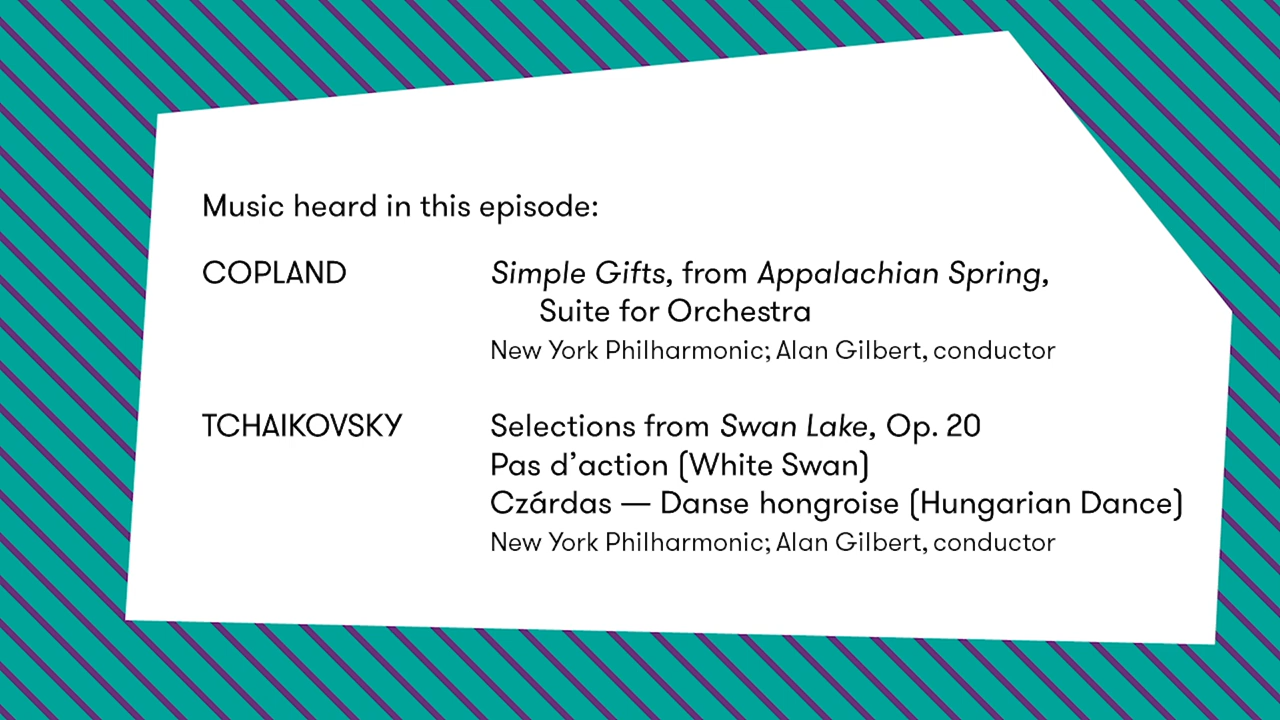 Music heard in this episode:
COPLAND Simple Gifts, from Appalachian Spring,
Suite for Orchestra
New York Philharmonic; Alan Gilbert, conductor
TCHAIKOVSKY Selections from Swan Lake, Op. 20
Pas d’action (White Swan)
Czárdas — Danse hongroise (Hungarian Dance)
New York Philharmonic; Alan Gilbert, conductor